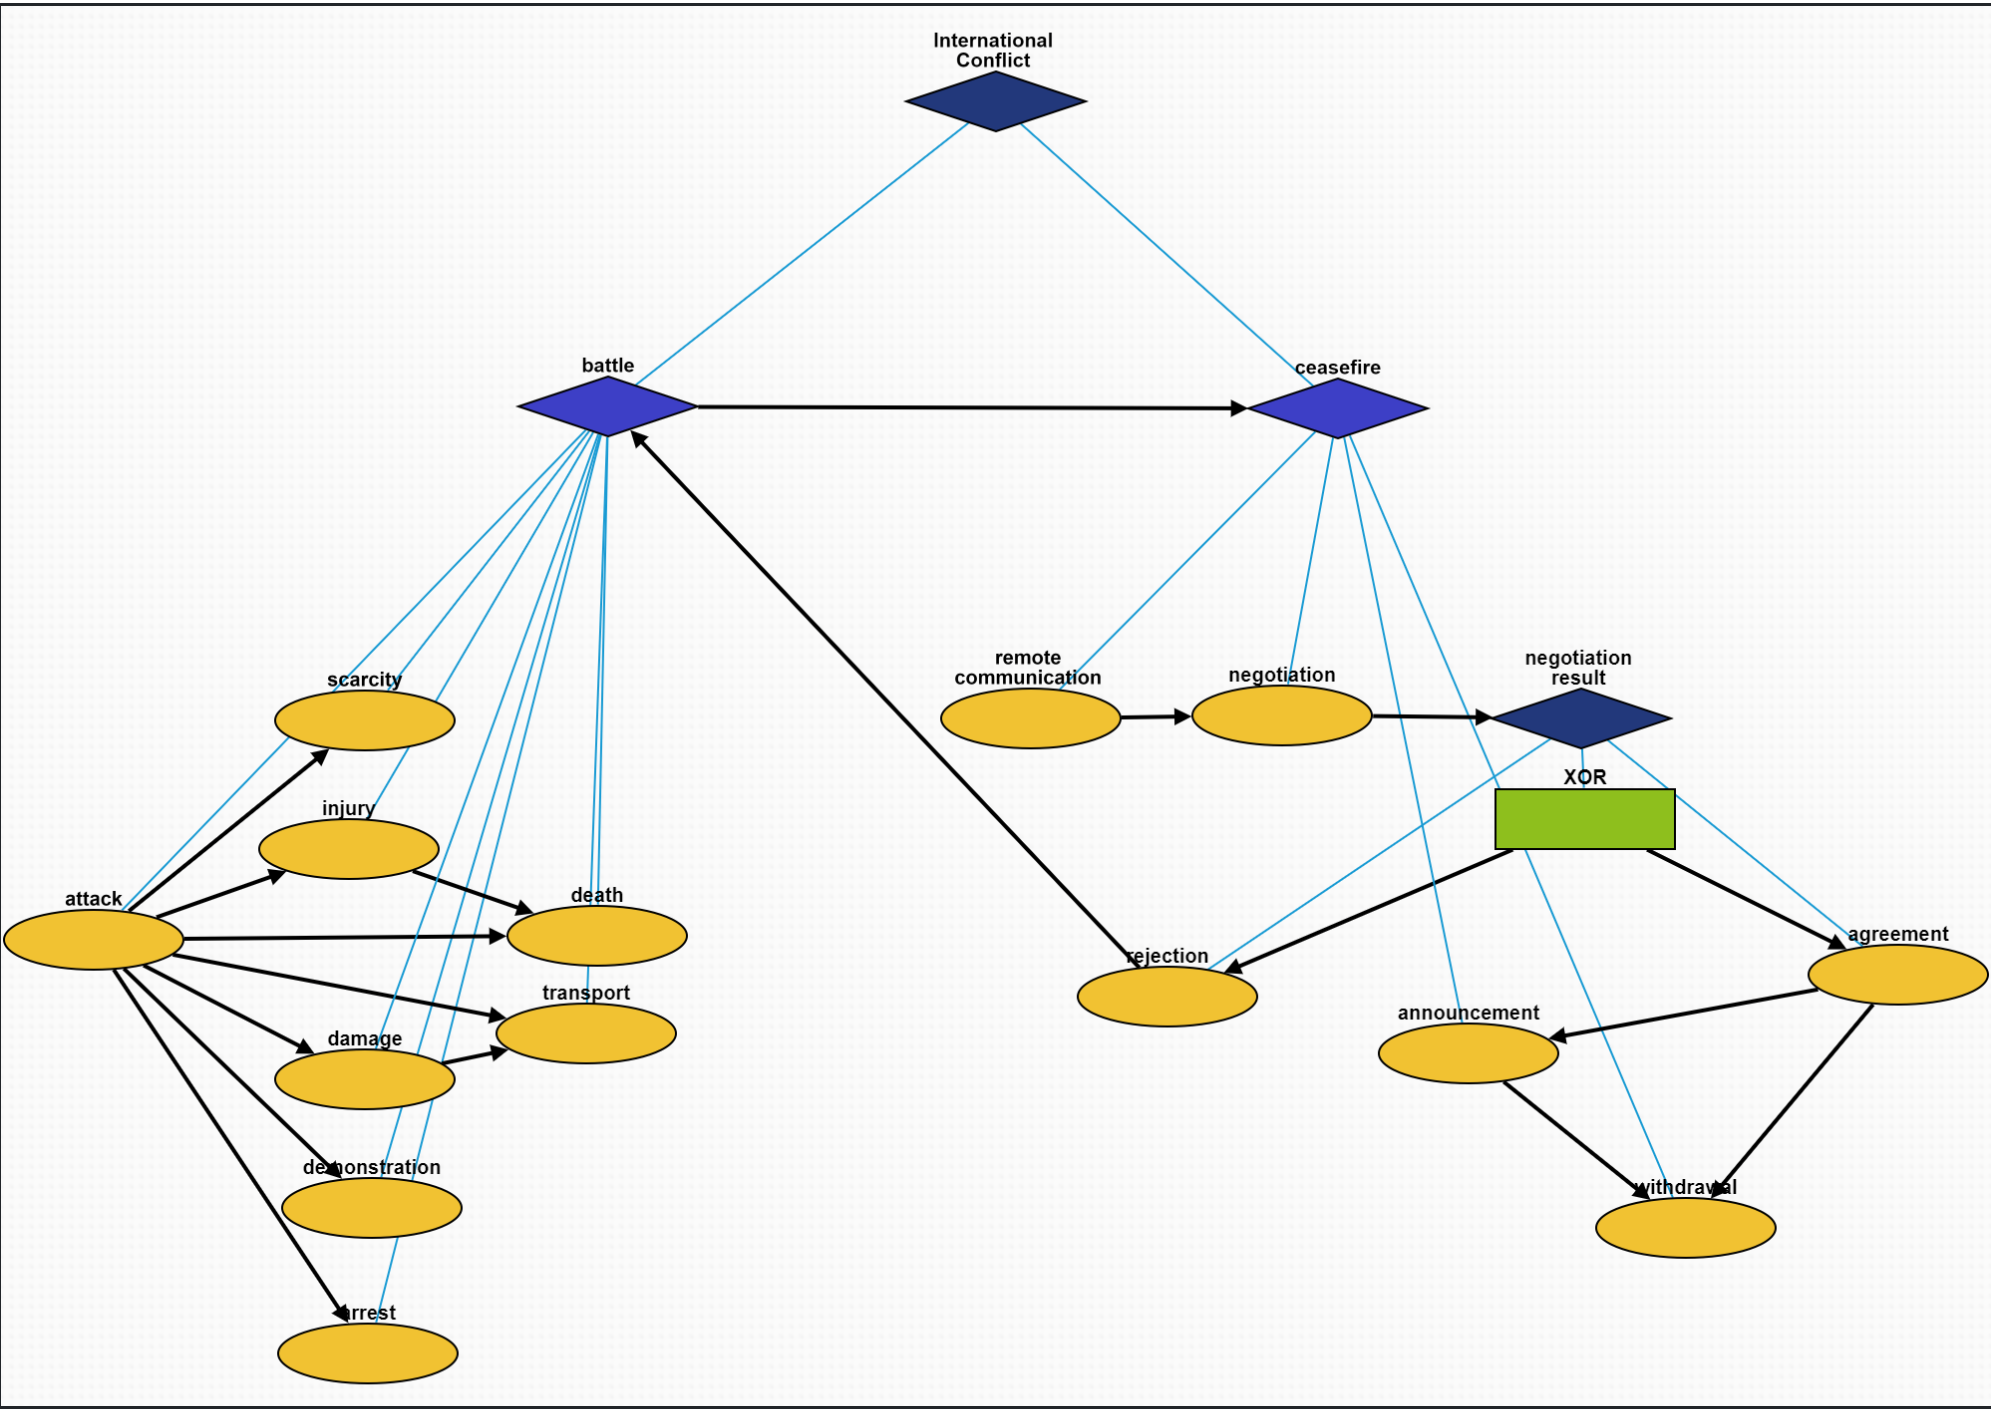 International
Conflict
battle
ceasefire
remote
communication
negotiation
negotiation
result
scarcity
XOR
injury
attack
death
agreement
rejection
transport
announcement
damage
demonstration
withdrawal
arrest